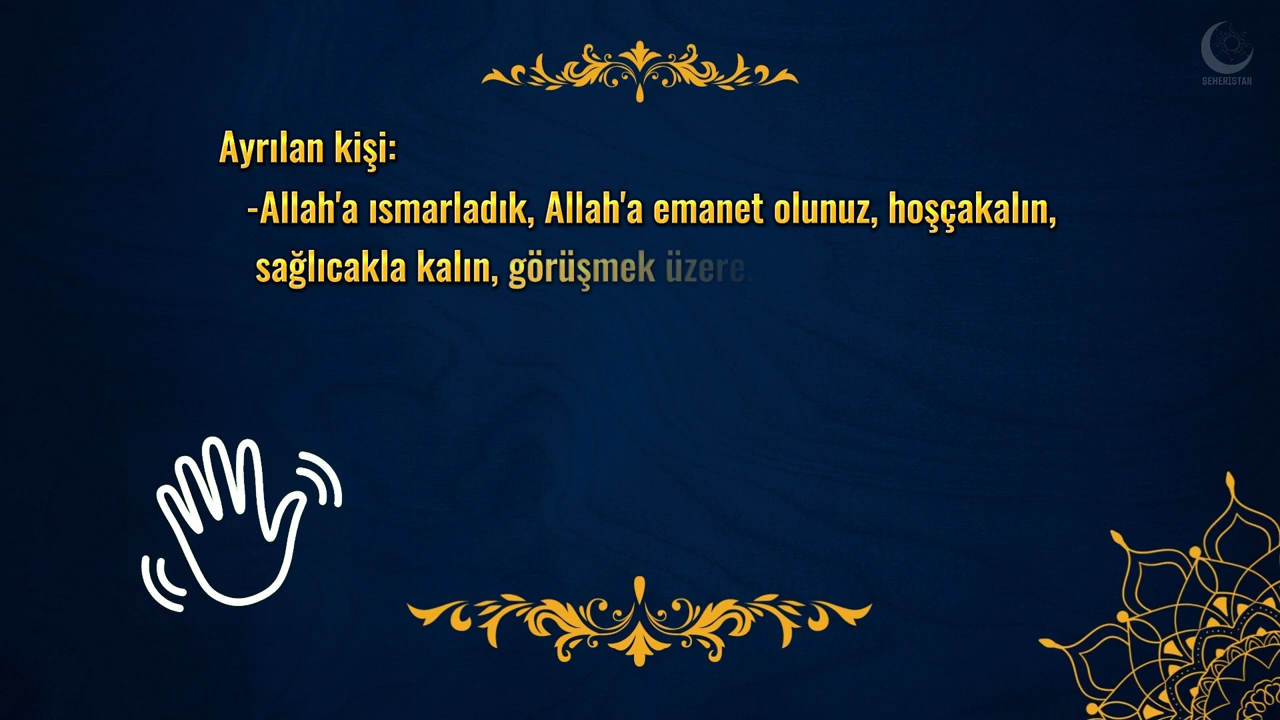 SEHERISTAN
Ayrılan kişi:
-Allah'a ısmarladık, Allah'a emanet olunuz, hoşçakalın,
sağlıcakla kalın, görüşmek üzere.